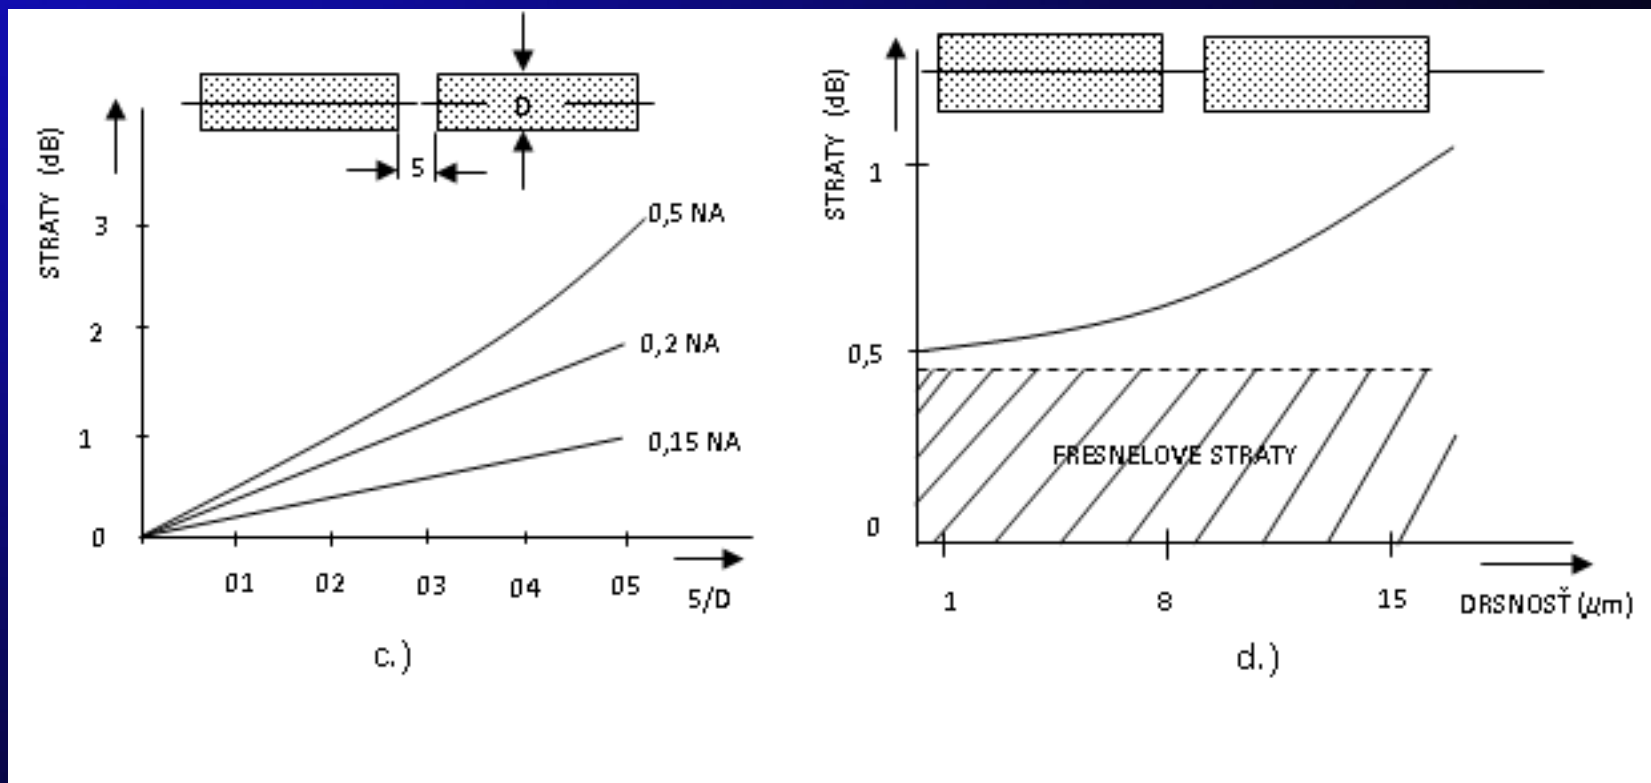 D
5
STRATY (dB)
3
2
1
0
0,5 NA
0,2 NA
0,15 NA
01 02 03 04 05
5/D
c.)
STRATY (dB)
1
0,5
0
FRESNELOVE STRATY
1 8 15 DRSNOSŤ (μm)
d.)